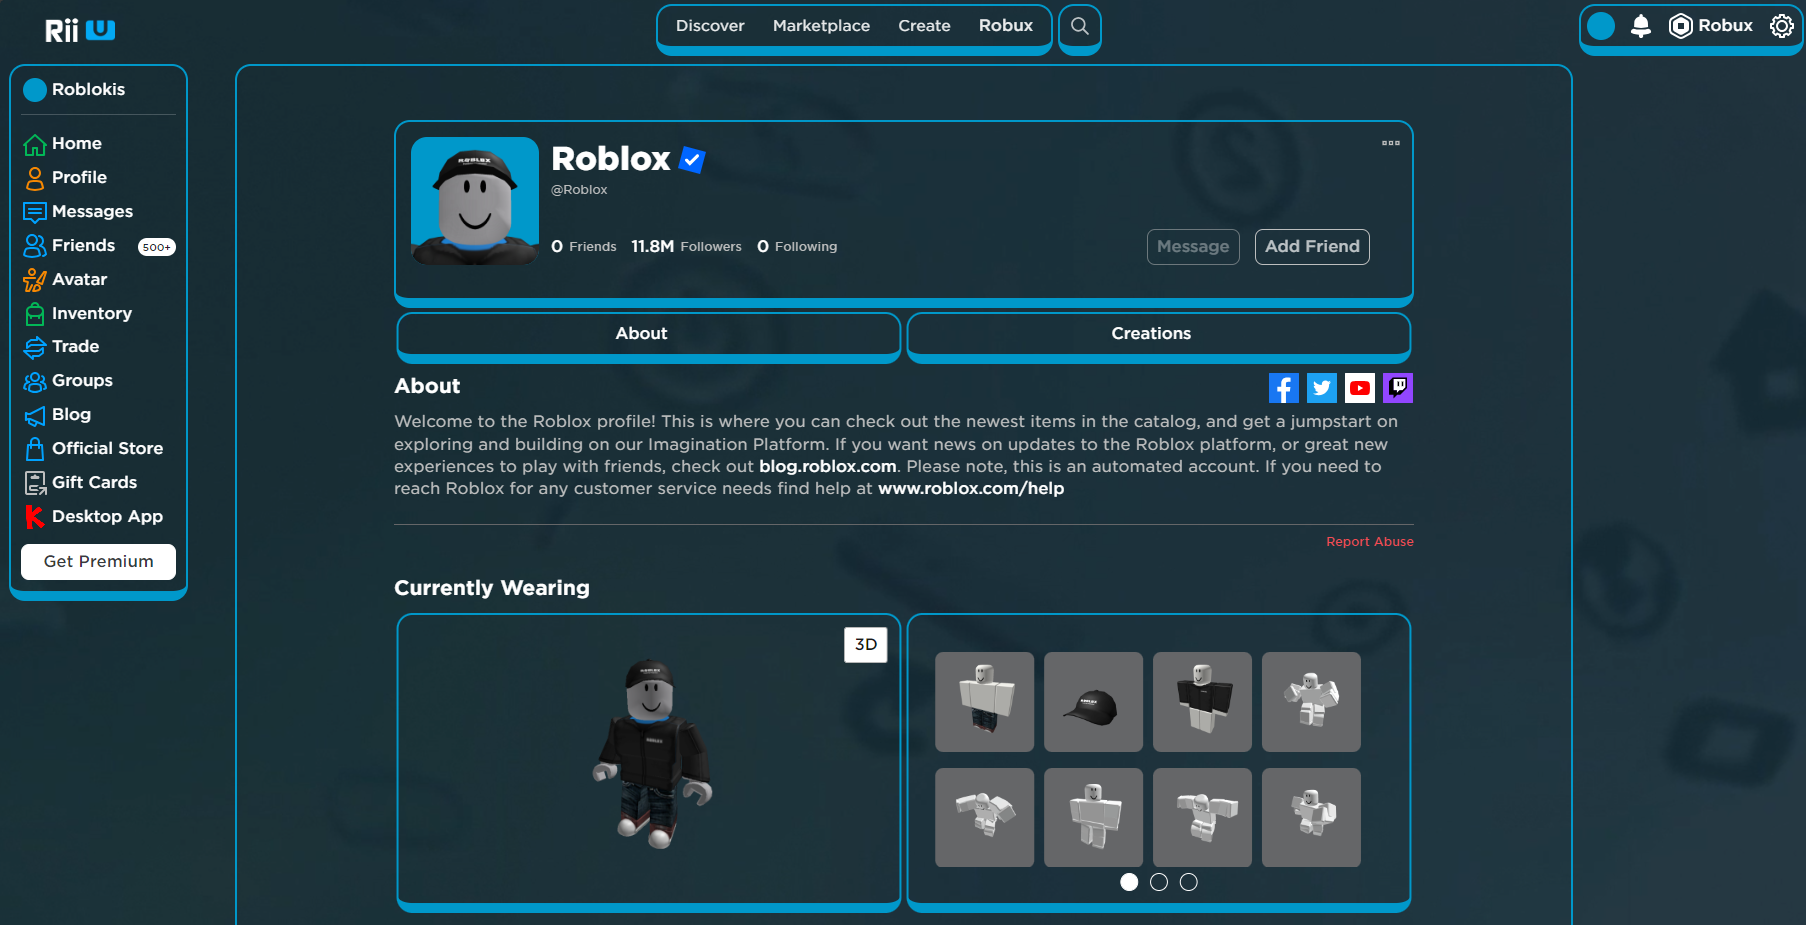 Rii U
Discover Marketplace Create Robux
Robux
Roblokis
Home
Profile
Messages
Friends 500+
Avatar
Inventory
Trade
Groups
Blog
Official Store
Gift Cards
Desktop App
Get Premium
Roblox
@Roblox
0 Friends 11.8M Followers 0 Following
Message Add Friend
About Creations
About
Welcome to the Roblox profile! This is where you can check out the newest items in the catalog, and get a jumpstart on
exploring and building on our Imagination Platform. If you want news on updates to the Roblox platform, or great new
experiences to play with friends, check out blog.roblox.com. Please note, this is an automated account. If you need to
reach Roblox for any customer service needs find help at www.roblox.com/help
Report Abuse
Currently Wearing
3D